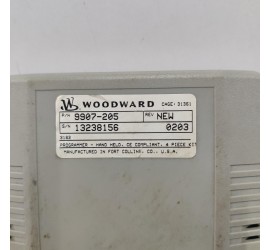 WOODWARD CAGE: 31361
P/N 9907-205 REV NEW
S/N 13238156 0203
PROGRAMMER - HAND HELD, CE COMPLIANT, 4 PIECE KIT
MANUFACTURED IN FORT COLLINS, CO., U.S.A.